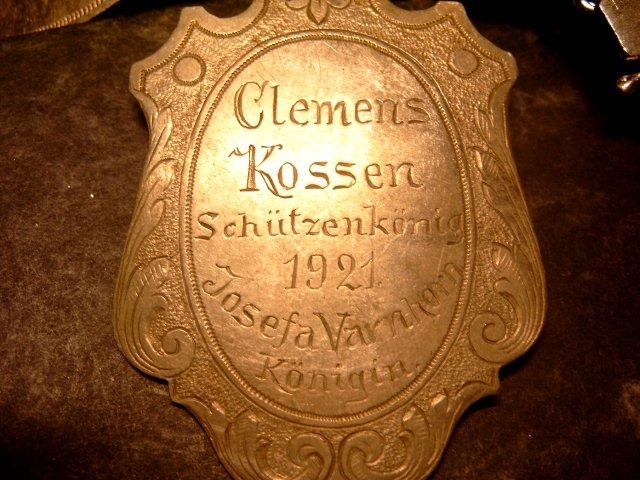 Clemens
Kossen
Schützenkönig
1921.
Josefa Varnhorn
Königin.